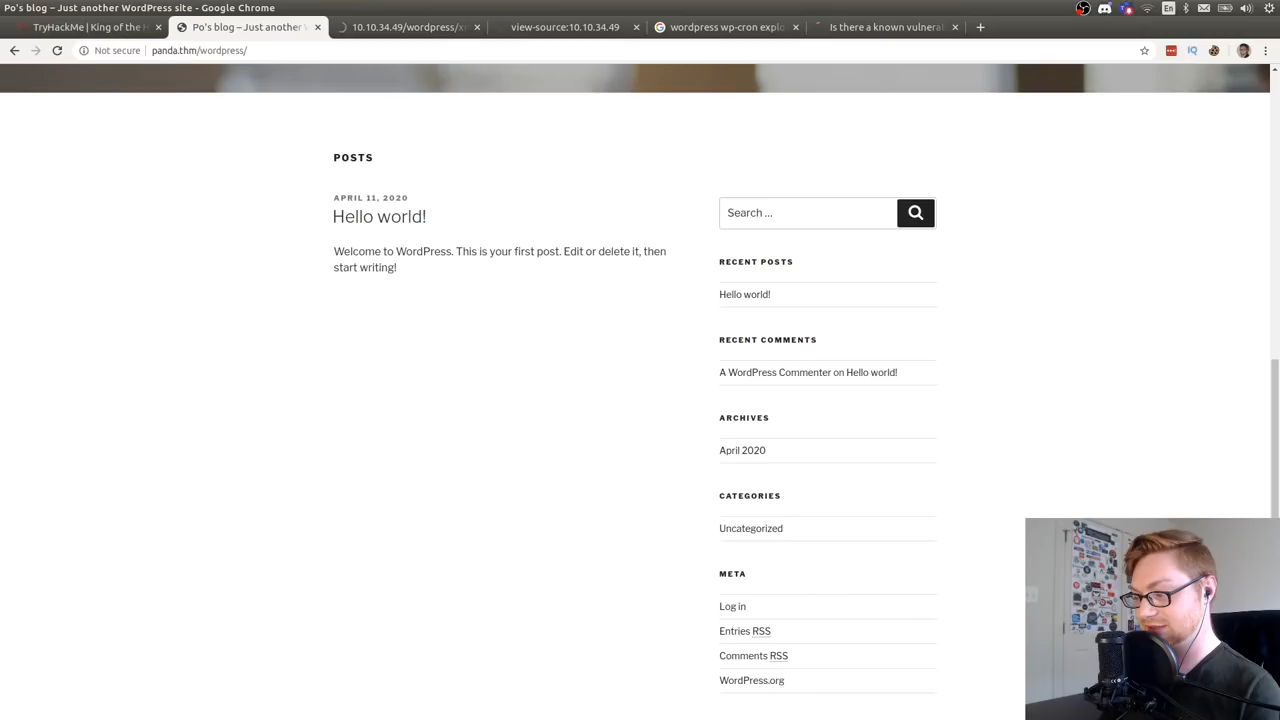 Po's blog – Just another WordPress site - Google Chrome
En
TryHackMe | King of the H
Po's blog – Just another W
10.10.34.49/wordpress/xm
view-source:10.10.34.49
wordpress wp-cron explo
Is there a known vulnerat
Not secure
panda.thm/wordpress/
IQ
POSTS
APRIL 11, 2020
Hello world!
Welcome to WordPress. This is your first post. Edit or delete it, then
start writing!
Search …
RECENT POSTS
Hello world!
RECENT COMMENTS
A WordPress Commenter on Hello world!
ARCHIVES
April 2020
CATEGORIES
Uncategorized
META
Log in
Entries RSS
Comments RSS
WordPress.org